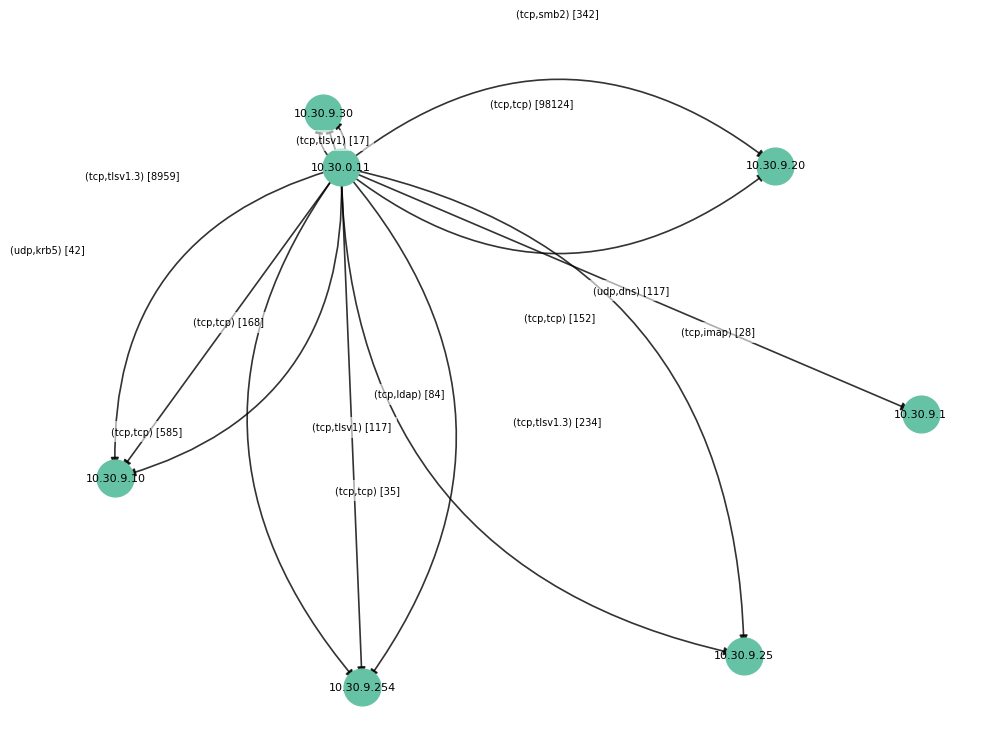 (tcp,smb2) [342]
(tcp,tcp) [98124]
10.30.9.30
(tcp,tlsv1) [17]
10.30.0.11
10.30.9.20
(tcp,tlsv1.3) [8959]
(udp,krb5) [42]
(udp,dns) [117]
(tcp,tcp) [168]
(tcp,tcp) [152]
(tcp,imap) [28]
(tcp,ldap) [84]
10.30.9.1
(tcp,tlsv1) [117]
(tcp,tlsv1.3) [234]
(tcp,tcp) [585]
10.30.9.10
(tcp,tcp) [35]
10.30.9.25
10.30.9.254